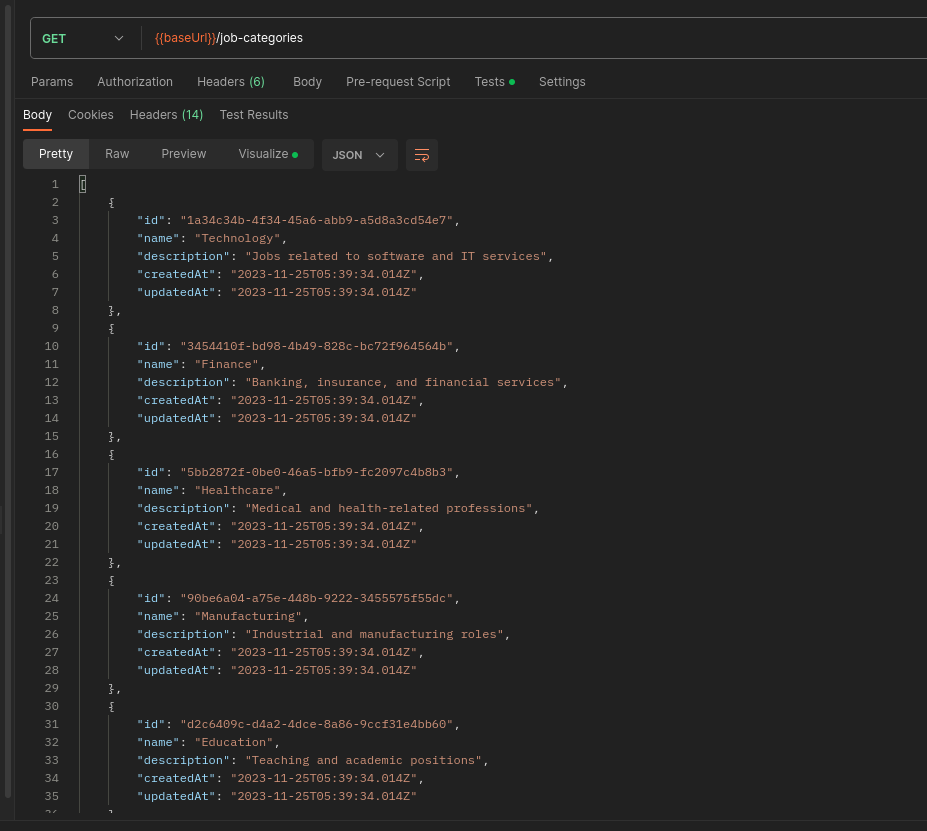 GET {{baseUrl}}/job-categories
Params Authorization Headers (6) Body Pre-request Script Tests Settings
Body Cookies Headers (14) Test Results
Pretty Raw Preview Visualize JSON
1 [
2 {
3 "id": "1a34c34b-4f34-45a6-abb9-a5d8a3cd54e7",
4 "name": "Technology",
5 "description": "Jobs related to software and IT services",
6 "createdAt": "2023-11-25T05:39:34.014Z",
7 "updatedAt": "2023-11-25T05:39:34.014Z"
8 },
9 {
10 "id": "3454410f-bd98-4b49-828c-bc72f964564b",
11 "name": "Finance",
12 "description": "Banking, insurance, and financial services",
13 "createdAt": "2023-11-25T05:39:34.014Z",
14 "updatedAt": "2023-11-25T05:39:34.014Z"
15 },
16 {
17 "id": "5bb2872f-0be0-46a5-bfb9-fc2097c4b8b3",
18 "name": "Healthcare",
19 "description": "Medical and health-related professions",
20 "createdAt": "2023-11-25T05:39:34.014Z",
21 "updatedAt": "2023-11-25T05:39:34.014Z"
22 },
23 {
24 "id": "90be6a04-a75e-448b-9222-3455575f55dc",
25 "name": "Manufacturing",
26 "description": "Industrial and manufacturing roles",
27 "createdAt": "2023-11-25T05:39:34.014Z",
28 "updatedAt": "2023-11-25T05:39:34.014Z"
29 },
30 {
31 "id": "d2c6409c-d4a2-4dce-8a86-9ccf31e4bb60",
32 "name": "Education",
33 "description": "Teaching and academic positions",
34 "createdAt": "2023-11-25T05:39:34.014Z",
35 "updatedAt": "2023-11-25T05:39:34.014Z"